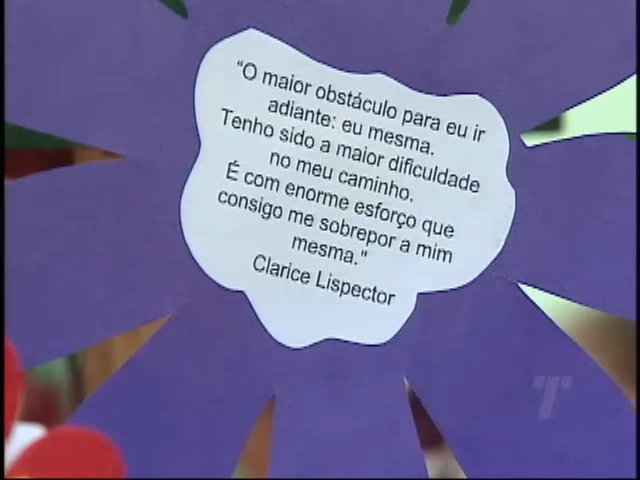 “O maior obstáculo para eu ir
adiante: eu mesma.
Tenho sido a maior dificuldade
no meu caminho.
É com enorme esforço que
consigo me sobrepor a mim
mesma."
Clarice Lispector
T